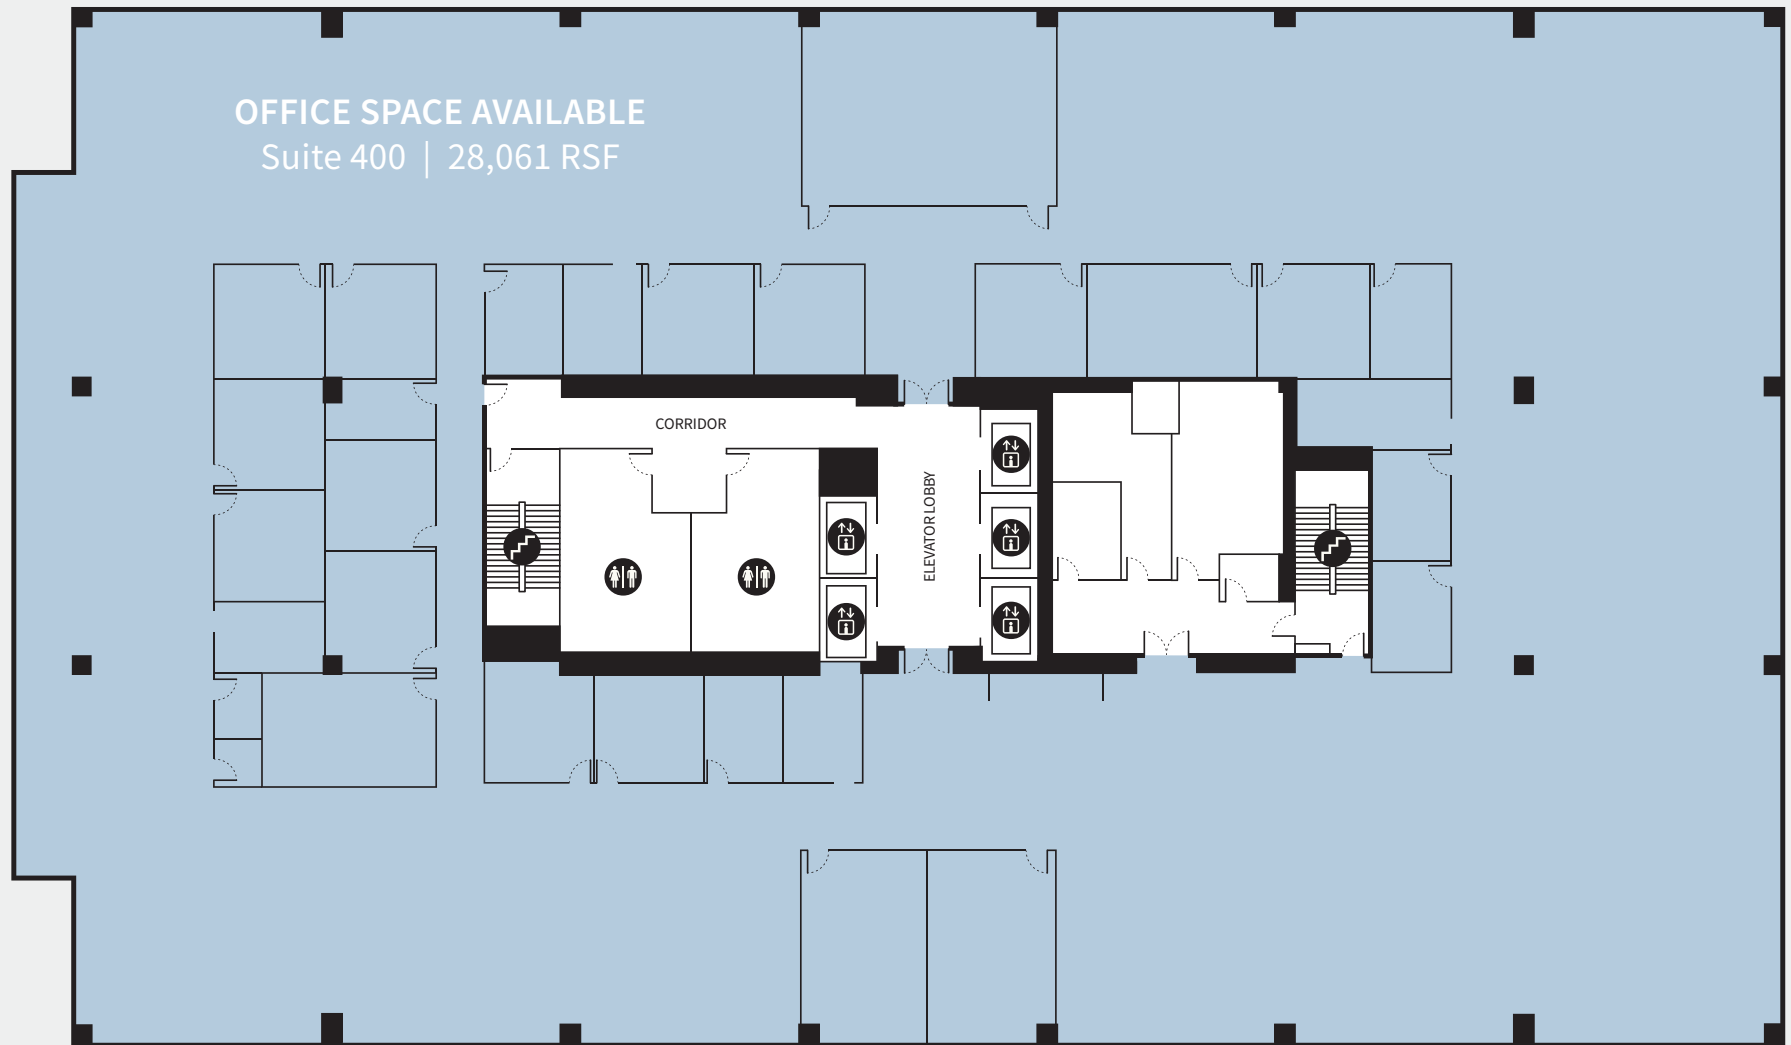 OFFICE SPACE AVAILABLE
Suite 400 | 28,061 RSF
CORRIDOR
ELEVATOR LOBBY